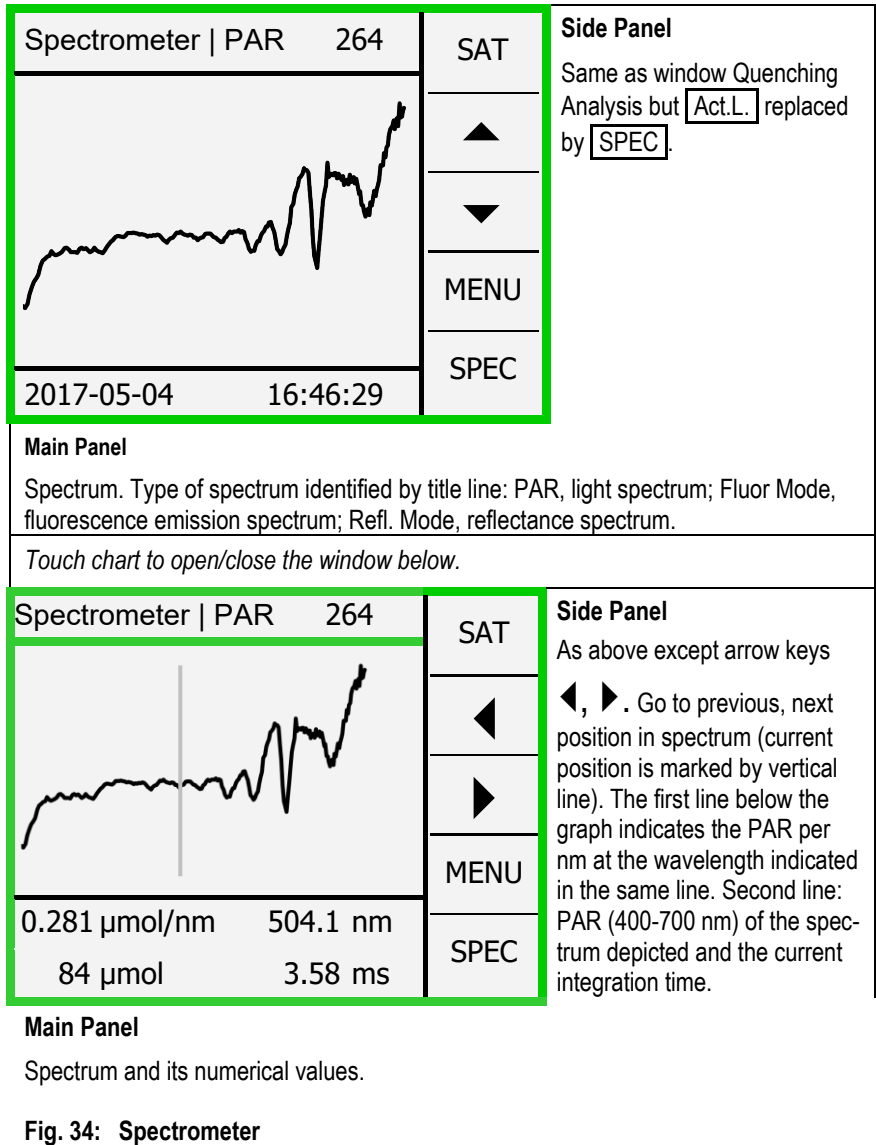 Spectrometer | PAR 264
SAT
MENU
SPEC
2017-05-04 16:46:29
Side Panel
Same as window Quenching
Analysis but Act.L. replaced
by SPEC.
Main Panel
Spectrum. Type of spectrum identified by title line: PAR, light spectrum; Fluor Mode,
fluorescence emission spectrum; Refl. Mode, reflectance spectrum.
Touch chart to open/close the window below.
Spectrometer | PAR 264
SAT
MENU
SPEC
0.281 µmol/nm 504.1 nm
84 µmol 3.58 ms
Side Panel
As above except arrow keys
◀, ▶. Go to previous, next
position in spectrum (current
position is marked by vertical
line). The first line below the
graph indicates the PAR per
nm at the wavelength indicated
in the same line. Second line:
PAR (400-700 nm) of the spec-
trum depicted and the current
integration time.
Main Panel
Spectrum and its numerical values.
Fig. 34: Spectrometer